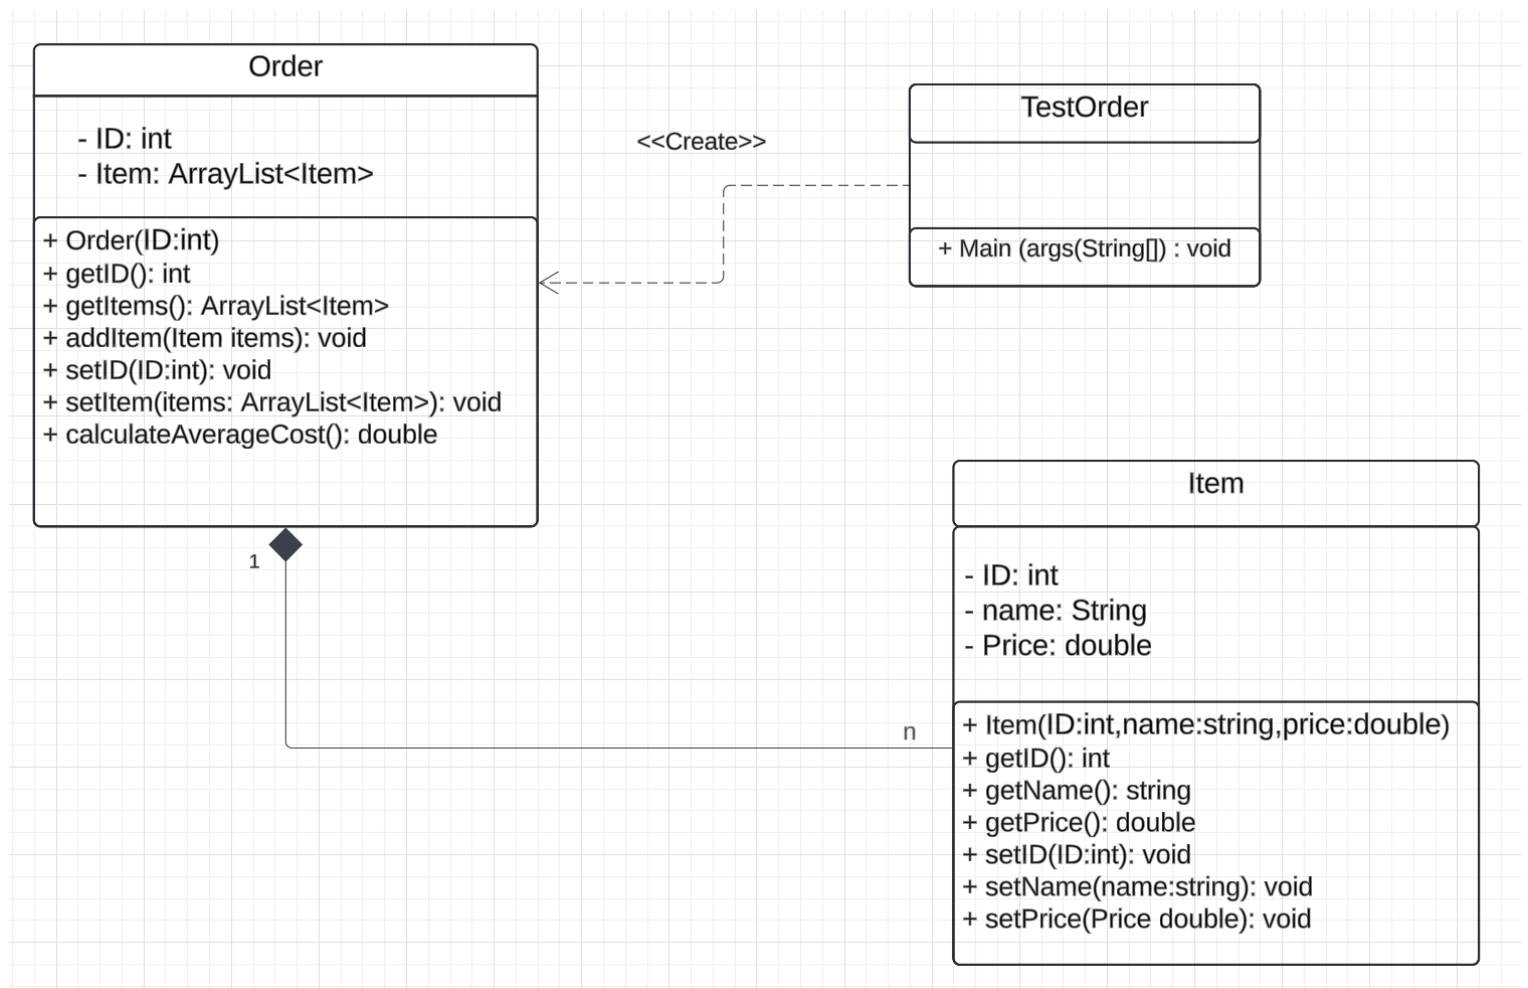 Order
- ID: int
- Item: ArrayList<Item>
+ Order(ID:int)
+ getID(): int
+ getItems(): ArrayList<Item>
+ addItem(Item items): void
+ setID(ID:int): void
+ setItem(items: ArrayList<Item>): void
+ calculateAverageCost(): double
<<Create>>
TestOrder
+ Main (args(String[]) : void
1
n
Item
- ID: int
- name: String
- Price: double
+ Item(ID:int,name:string,price:double)
+ getID(): int
+ getName(): string
+ getPrice(): double
+ setID(ID:int): void
+ setName(name:string): void
+ setPrice(Price double): void